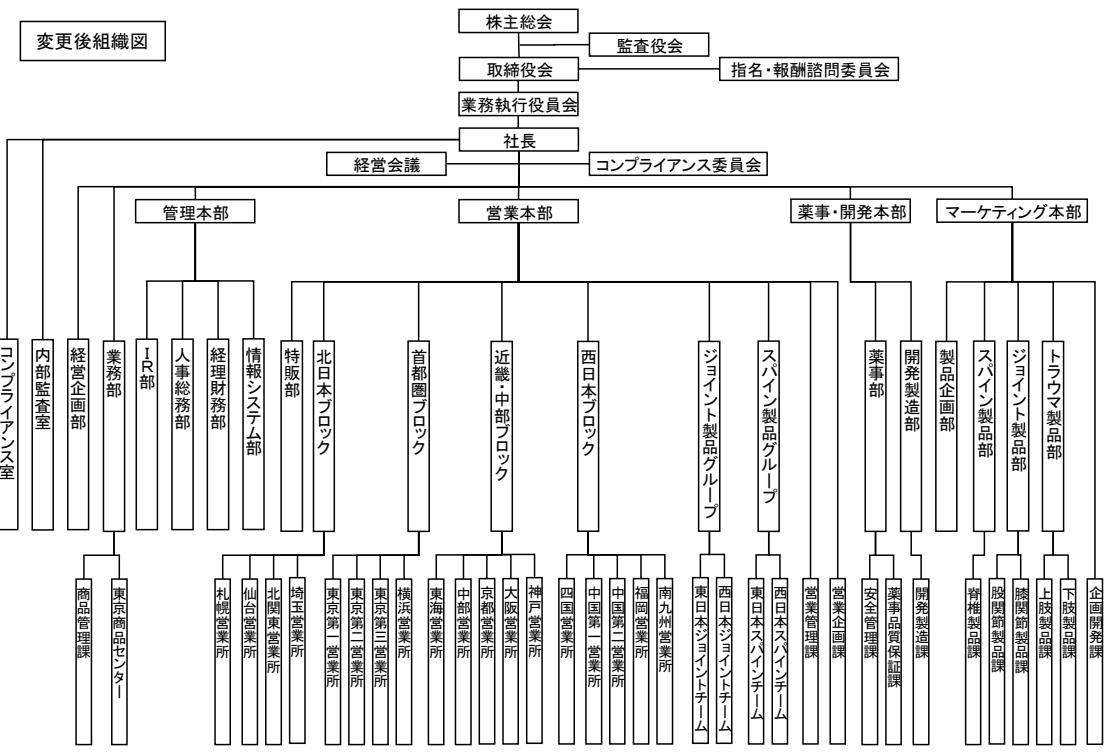 変更後組織図
株主総会
監査役会
取締役会
指名・報酬諮問委員会
業務執行役員会
社長
経営会議
コンプライアンス委員会
管理本部
営業本部
薬事・開発本部
マーケティング本部
コンプライアンス室
内部監査室
経営企画部
業務部
IR部
人事総務部
経理財務部
情報システム部
特販部
北日本ブロック
首都圏ブロック
近畿・中部ブロック
西日本ブロック
ジョイント製品グループ
スパイン製品グループ
薬事部
開発製造部
製品企画部
スパイン製品部
ジョイント製品部
トラウマ製品部
商品管理課
東京商品センター
札幌営業所
仙台営業所
北関東営業所
埼玉営業所
東京第一営業所
東京第二営業所
東京第三営業所
横浜営業所
東海営業所
中部営業所
京都営業所
大阪営業所
神戸営業所
四国営業所
中国第一営業所
中国第二営業所
福岡営業所
南九州営業所
東日本ジョイントチーム
西日本ジョイントチーム
東日本スパインチーム
西日本スパインチーム
営業管理課
営業企画課
安全管理課
薬事品質保証課
開発製造課
脊椎製品課
股関節製品課
膝関節製品課
上肢製品課
下肢製品課
企画開発課